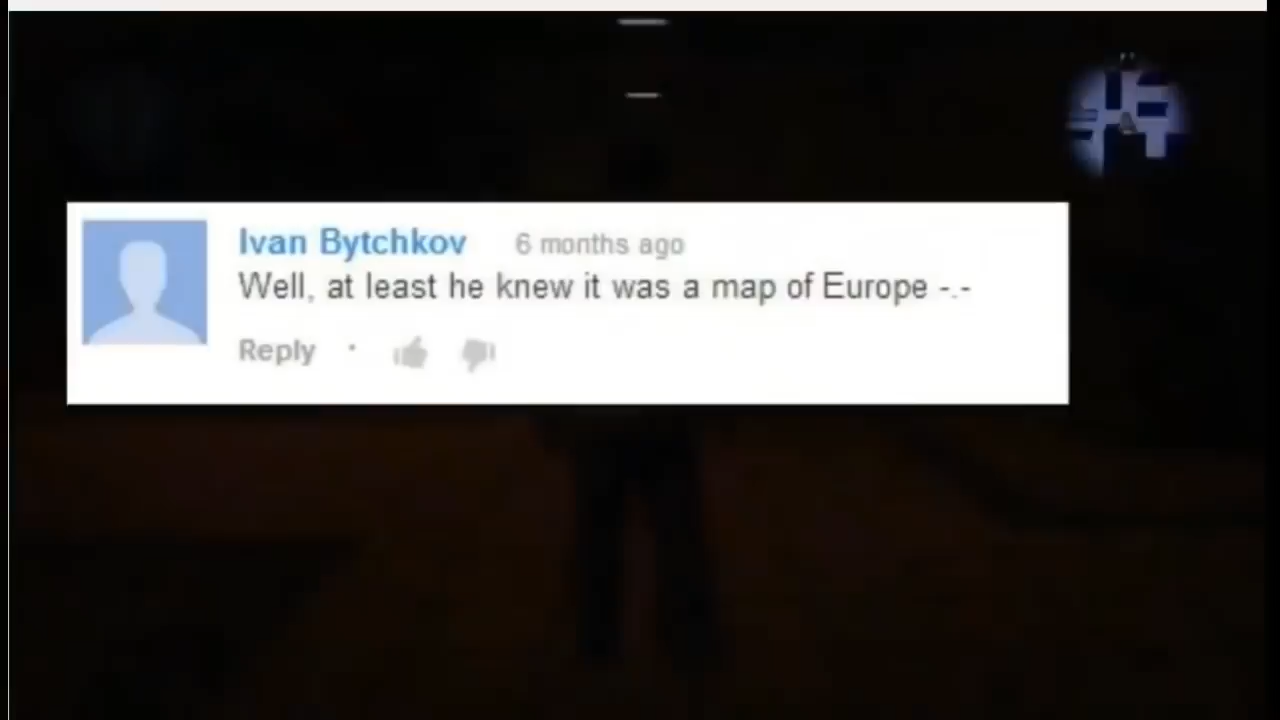 Ivan Bytchkov 6 months ago
Well, at least he knew it was a map of Europe -.-
Reply ·